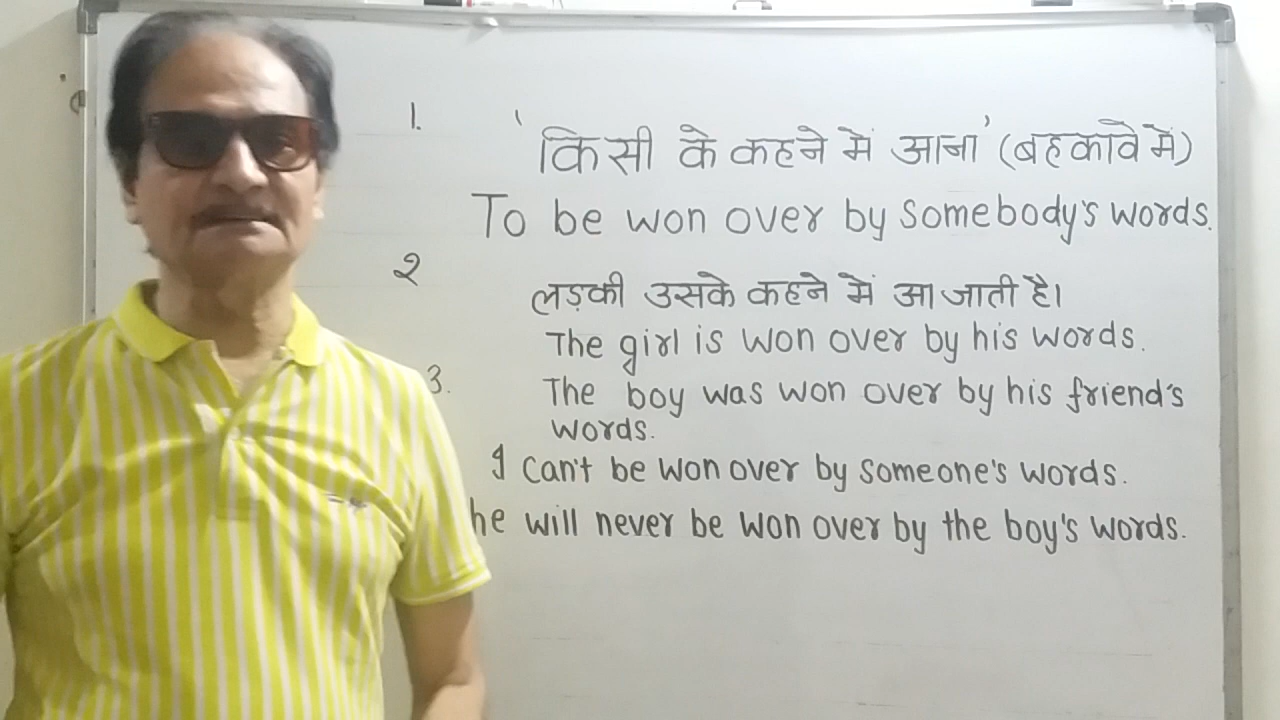 1. 'किसी के कहने में आना' (बहकावे में)
To be won over by somebody's words.
2 लड़की उसके कहने में आ जाती है।
The girl is won over by his words.
3. The boy was won over by his friend's
words.
I can't be won over by someone's words.
he will never be won over by the boy's words.